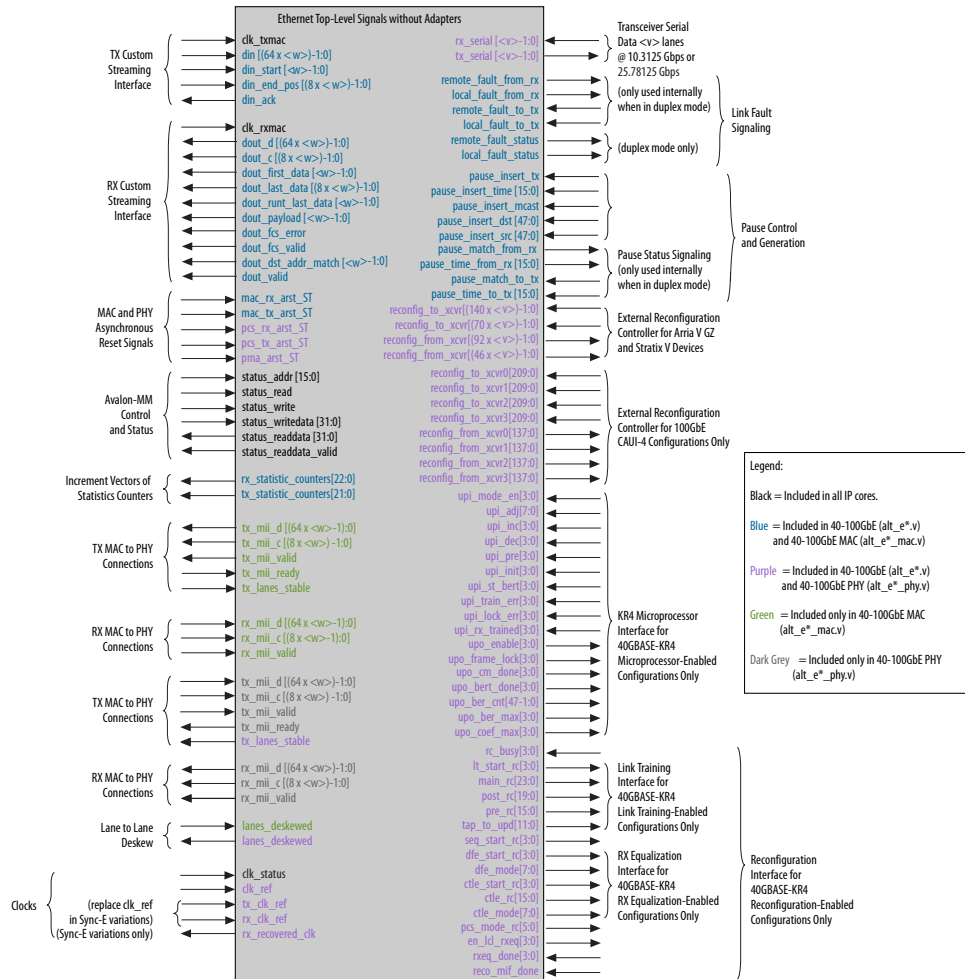 Ethernet Top-Level Signals without Adapters
TX Custom
Streaming
Interface
clk_txmac
din [(64 x <w>)-1:0]
din_start [<w>-1:0]
din_end_pos [(8 x <w>)-1:0]
din_ack
RX Custom
Streaming
Interface
clk_rxmac
dout_d [(64 x <w>)-1:0]
dout_c [(8 x <w>)-1:0]
dout_first_data [<w>-1:0]
dout_last_data [(8 x <w>)-1:0]
dout_runt_last_data [<w>-1:0]
dout_payload [<w>-1:0]
dout_fcs_error
dout_fcs_valid
dout_dst_addr_match [<w>-1:0]
dout_valid
MAC and PHY
Asynchronous
Reset Signals
mac_rx_arst_ST
mac_tx_arst_ST
pcs_rx_arst_ST
pcs_tx_arst_ST
pma_arst_ST
Avalon-MM
Control
and Status
status_addr [15:0]
status_read
status_write
status_writedata [31:0]
status_readdata [31:0]
status_readdata_valid
Increment Vectors of
Statistics Counters
rx_statistic_counters[22:0]
tx_statistic_counters[21:0]
TX MAC to PHY
Connections
tx_mii_d [(64 x <w>-1):0]
tx_mii_c [(8 x <w>) -1:0]
tx_mii_valid
tx_mii_ready
tx_lanes_stable
RX MAC to PHY
Connections
rx_mii_d [(64 x <w>-1):0]
rx_mii_c [(8 x <w>-1):0]
rx_mii_valid
TX MAC to PHY
Connections
tx_mii_d [(64 x <w>)-1:0]
tx_mii_c [(8 x <w>)-1:0]
tx_mii_valid
tx_mii_ready
tx_lanes_stable
RX MAC to PHY
Connections
rx_mii_d [(64 x <w>)-1:0]
rx_mii_c [(8 x <w>)-1:0]
rx_mii_valid
Lane to Lane
Deskew
lanes_deskewed
lanes_deskewed
Clocks
(replace clk_ref
in Sync-E variations)
(Sync-E variations only)
clk_status
clk_ref
tx_clk_ref
rx_clk_ref
rx_recovered_clk
rx_serial [<v>-1:0]
tx_serial [<v>-1:0]
Transceiver Serial
Data <v> lanes
@ 10.3125 Gbps or
25.78125 Gbps
remote_fault_from_rx
local_fault_from_rx
remote_fault_to_tx
local_fault_to_tx
remote_fault_status
local_fault_status
(only used internally
when in duplex mode)
(duplex mode only)
Link Fault
Signaling
pause_insert_tx
pause_insert_time [15:0]
pause_insert_mcast
pause_insert_dst [47:0]
pause_insert_src [47:0]
pause_match_from_rx
pause_time_from_rx [15:0]
pause_match_to_tx
pause_time_to_tx [15:0]
Pause Status Signaling
(only used internally
when in duplex mode)
Pause Control
and Generation
reconfig_to_xcvr[(140 x <v>)-1:0]
reconfig_to_xcvr[(70 x <v>)-1:0]
reconfig_from_xcvr[(92 x <v>)-1:0]
reconfig_from_xcvr[(46 x <v>)-1:0]
External Reconfiguration
Controller for Arria V GZ
and Stratix V Devices
reconfig_to_xcvr0[209:0]
reconfig_to_xcvr1[209:0]
reconfig_to_xcvr2[209:0]
reconfig_to_xcvr3[209:0]
reconfig_from_xcvr0[137:0]
reconfig_from_xcvr1[137:0]
reconfig_from_xcvr2[137:0]
reconfig_from_xcvr3[137:0]
External Reconfiguration
Controller for 100GbE
CAUI-4 Configurations Only
upi_mode_en[3:0]
upi_adj[7:0]
upi_inc[3:0]
upi_dec[3:0]
upi_pre[3:0]
upi_init[3:0]
upi_st_bert[3:0]
upi_train_err[3:0]
upi_lock_err[3:0]
upi_rx_trained[3:0]
upo_enable[3:0]
upo_frame_lock[3:0]
upo_cm_done[3:0]
upo_bert_done[3:0]
upo_ber_cnt[47-1:0]
upo_ber_max[3:0]
upo_coef_max[3:0]
KR4 Microprocessor
Interface for
40GBASE-KR4
Microprocessor-Enabled
Configurations Only
rc_busy[3:0]
lt_start_rc[3:0]
main_rc[23:0]
post_rc[19:0]
pre_rc[15:0]
tap_to_upd[11:0]
seq_start_rc[3:0]
dfe_start_rc[3:0]
dfe_mode[7:0]
ctle_start_rc[3:0]
ctle_rc[15:0]
ctle_mode[7:0]
pcs_mode_rc[5:0]
en_lcl_rxeq[3:0]
rxeq_done[3:0]
reco_mif_done
Link Training
Interface for
40GBASE-KR4
Link Training-Enabled
Configurations Only
RX Equalization
Interface for
40GBASE-KR4
RX Equalization-Enabled
Configurations Only
Reconfiguration
Interface for
40GBASE-KR4
Reconfiguration-Enabled
Configurations Only
Legend:
Black = Included in all IP cores.
Blue = Included in 40-100GbE (alt_e*.v)
and 40-100GbE MAC (alt_e*_mac.v)
Purple = Included in 40-100GbE (alt_e*.v)
and 40-100GbE PHY (alt_e*_phy.v)
Green = Included only in 40-100GbE MAC
(alt_e*_mac.v)
Dark Grey = Included only in 40-100GbE PHY
(alt_e*_phy.v)